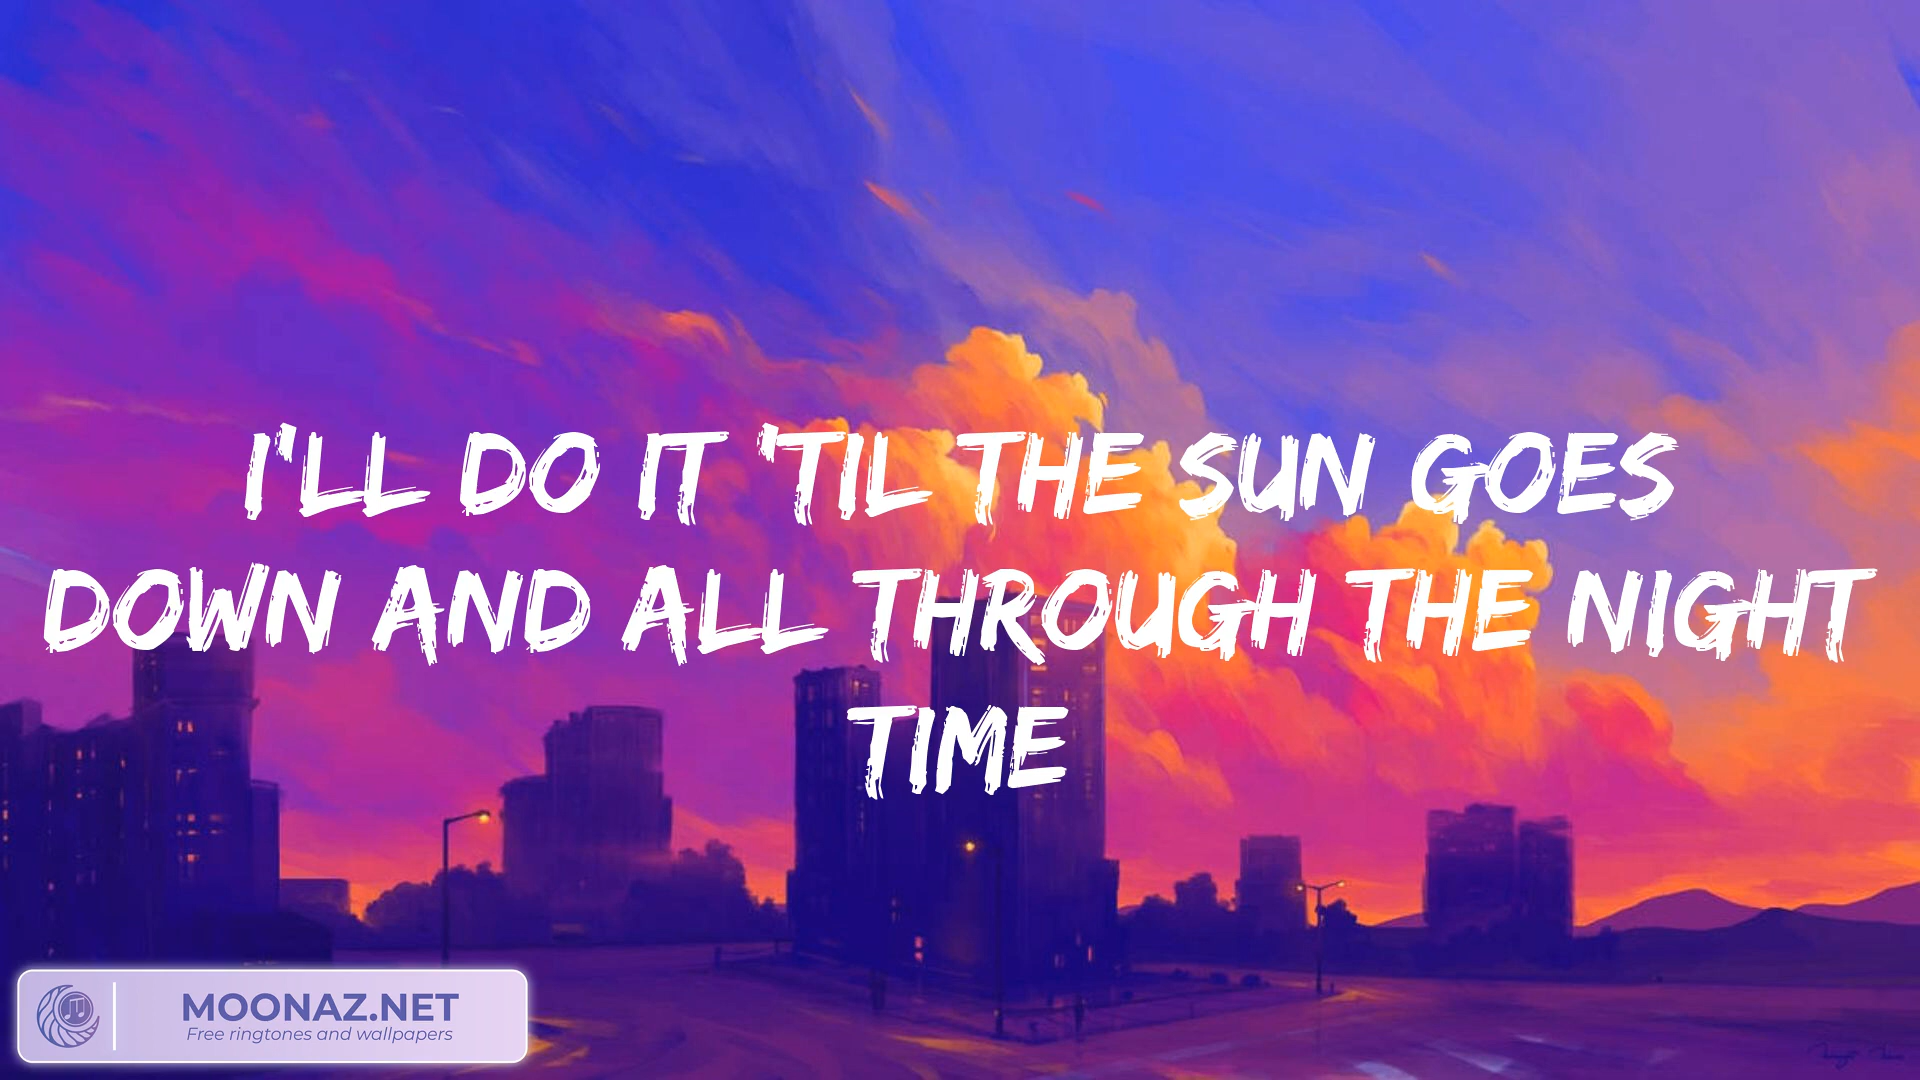 I'LL DO IT 'TIL THE SUN GOES
DOWN AND ALL THROUGH THE NIGHT
TIME
MOONAZ.NET
Free ringtones and wallpapers